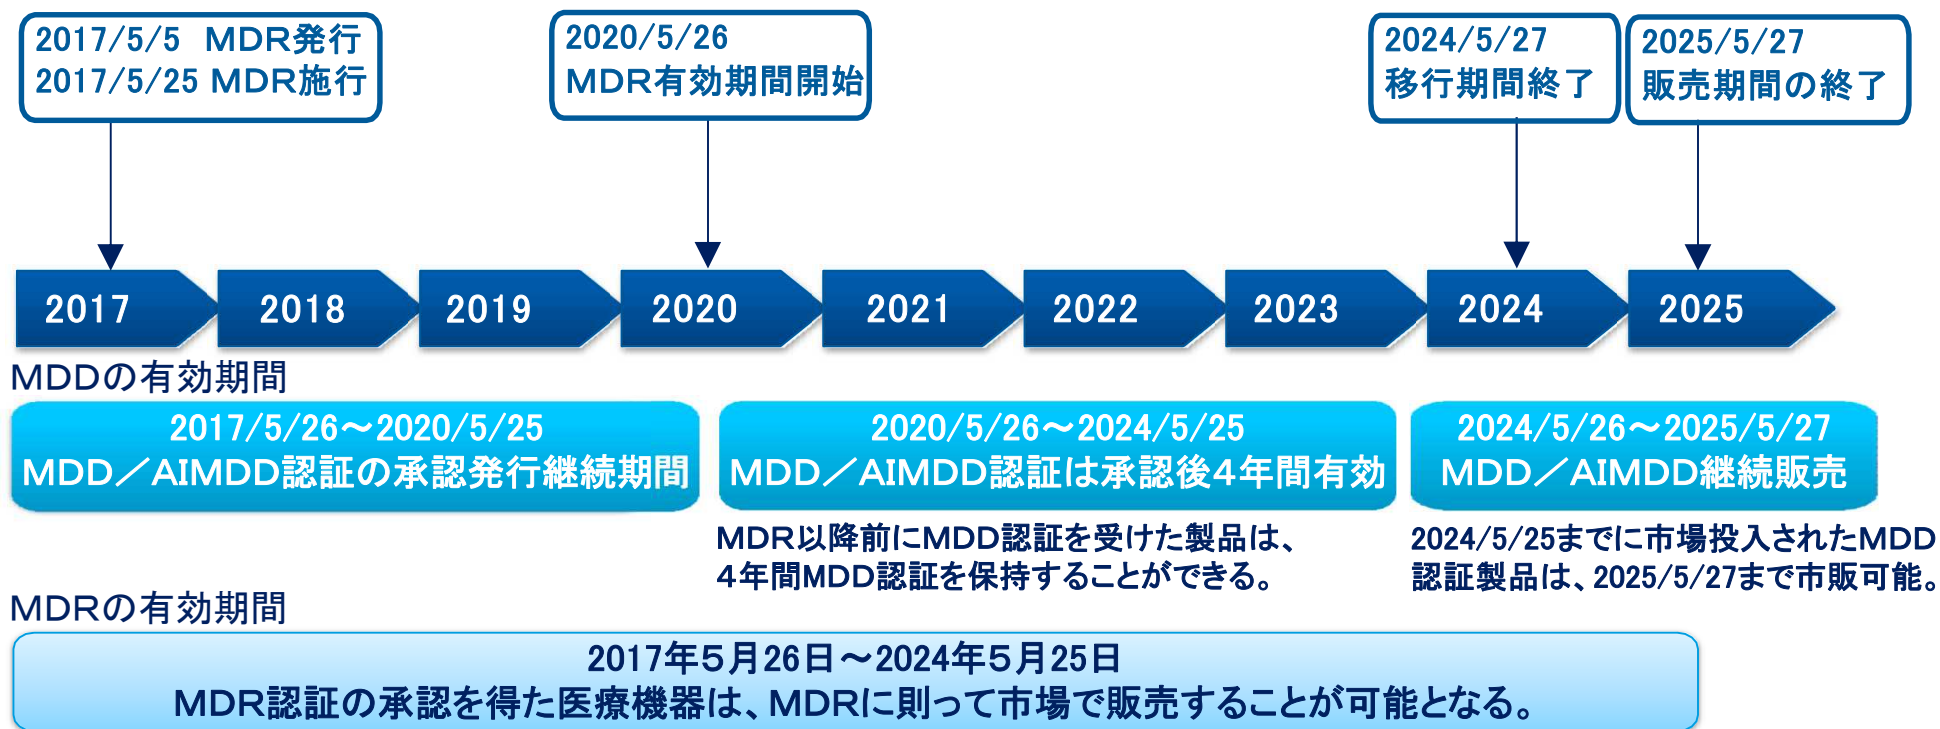 2017/5/5 MDR発行
2017/5/25 MDR施行
2020/5/26
MDR有効期間開始
2024/5/27
移行期間終了
2025/5/27
販売期間の終了
2017
2018
2019
2020
2021
2022
2023
2024
2025
MDDの有効期間
2017/5/26～2020/5/25
MDD／AIMDD認証の承認発行継続期間
2020/5/26～2024/5/25
MDD／AIMDD認証は承認後4年間有効
2024/5/26～2025/5/27
MDD／AIMDD継続販売
MDR以降前にMDD認証を受けた製品は、
4年間MDD認証を保持することができる。
2024/5/25までに市場投入されたMDD
認証製品は、2025/5/27まで市販可能。
MDRの有効期間
2017年5月26日～2024年5月25日
MDR認証の承認を得た医療機器は、MDRに則って市場で販売することが可能となる。